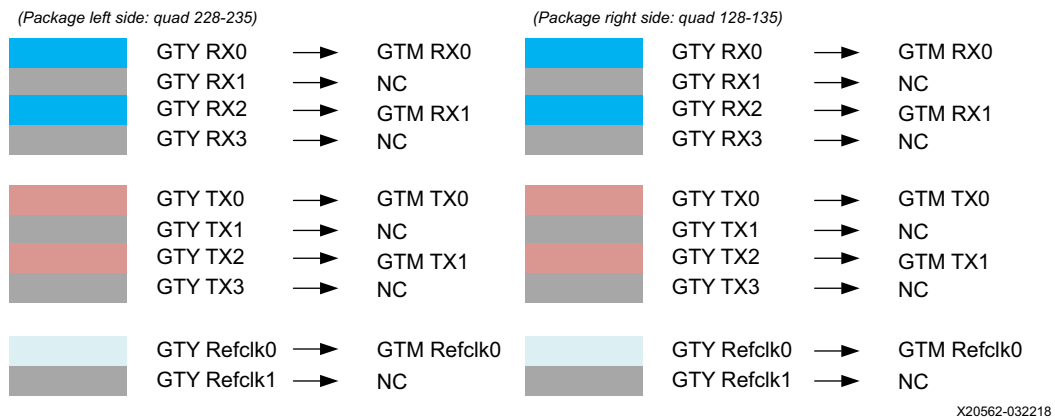 (Package left side: quad 228-235)
GTY RX0 GTM RX0
GTY RX1 NC
GTY RX2 GTM RX1
GTY RX3 NC
GTY TX0 GTM TX0
GTY TX1 NC
GTY TX2 GTM TX1
GTY TX3 NC
GTY Refclk0 GTM Refclk0
GTY Refclk1 NC
(Package right side: quad 128-135)
GTY RX0 GTM RX0
GTY RX1 NC
GTY RX2 GTM RX1
GTY RX3 NC
GTY TX0 GTM TX0
GTY TX1 NC
GTY TX2 GTM TX1
GTY TX3 NC
GTY Refclk0 GTM Refclk0
GTY Refclk1 NC
X20562-032218